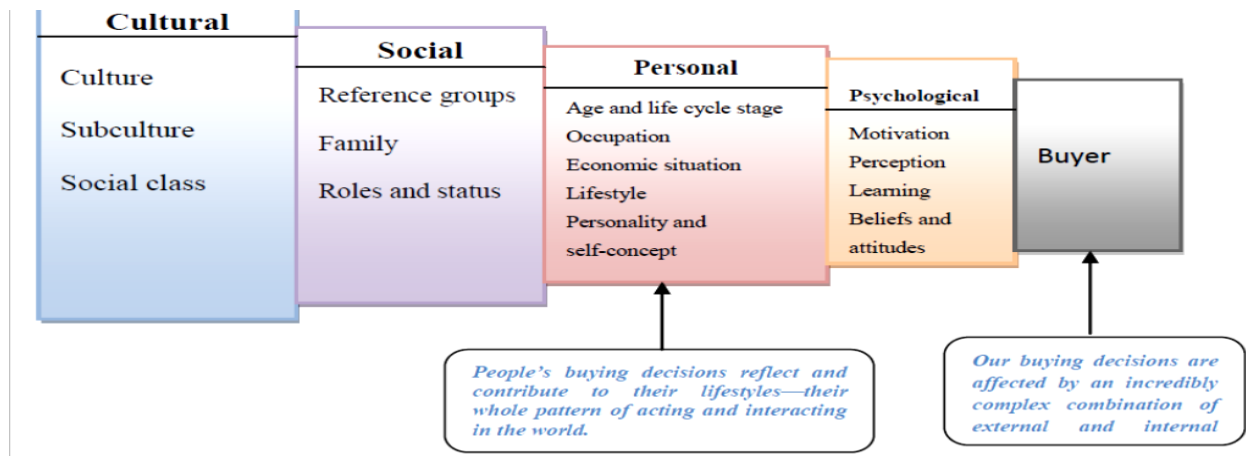 Cultural
Culture
Subculture
Social class
Social
Reference groups
Family
Roles and status
Personal
Age and life cycle stage
Occupation
Economic situation
Lifestyle
Personality and
self-concept
Psychological
Motivation
Perception
Learning
Beliefs and
attitudes
Buyer
People's buying decisions reflect and
contribute to their lifestyles—their
whole pattern of acting and interacting
in the world.
Our buying decisions are
affected by an incredibly
complex combination of
external and internal